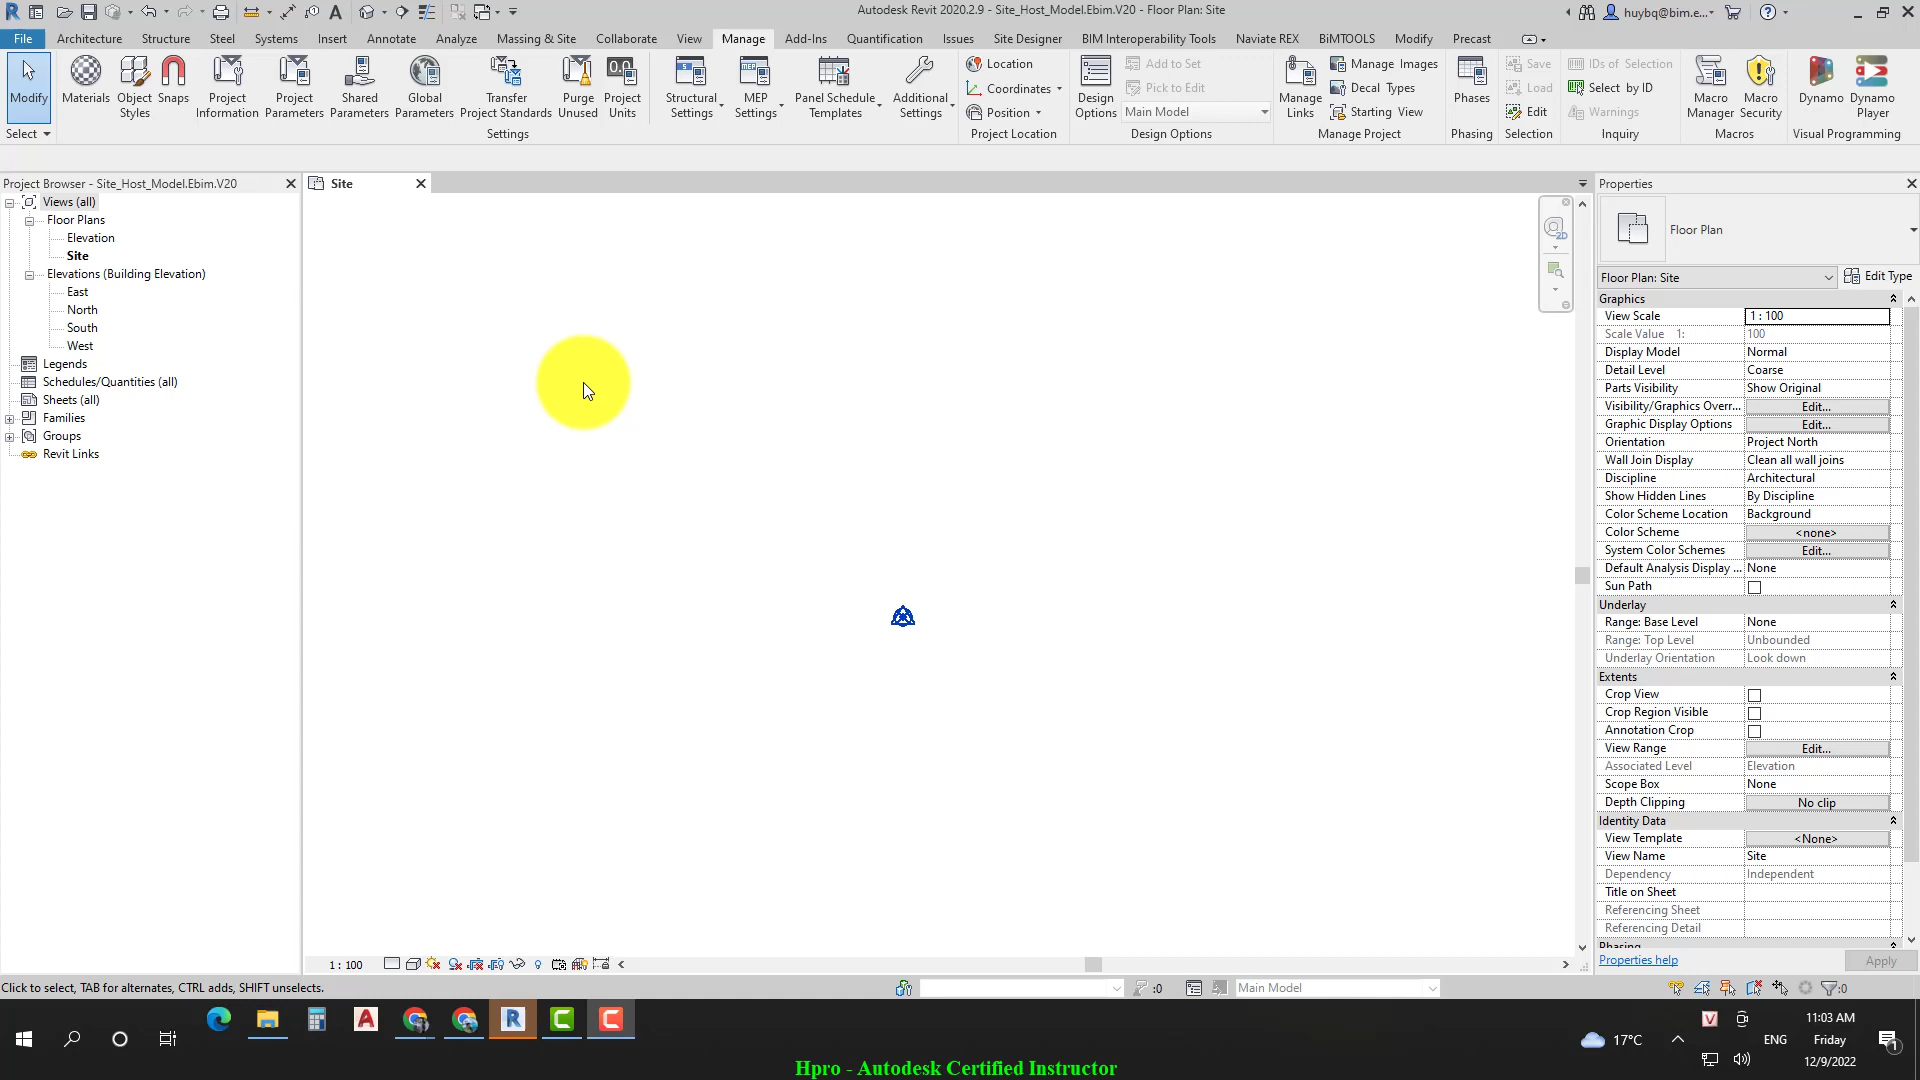 Autodesk Revit 2020.2.9 - Site_Host_Model.Ebim.V20 - Floor Plan: Site
huybq@bim.e...
File Architecture Structure Steel Systems Insert Annotate Analyze Massing & Site Collaborate View Manage Add-Ins Quantification Issues Site Designer BIM Interoperability Tools Naviate REX BiMTOOLS Modify Precast
Modify
Select
Materials
Object Styles
Snaps
Project Information
Project Parameters
Shared Parameters
Global Parameters
Transfer Project Standards
Purge Unused
Project Units
Settings
Structural Settings
MEP Settings
Panel Schedule Templates
Additional Settings
Location
Coordinates
Position
Project Location
Design Options
Add to Set
Pick to Edit
Main Model
Design Options
Manage Links
Manage Images
Decal Types
Starting View
Manage Project
Phases
Phasing
Save
Load
Edit
Selection
IDs of Selection
Select by ID
Warnings
Inquiry
Macro Manager
Macro Security
Macros
Dynamo
Dynamo Player
Visual Programming
Project Browser - Site_Host_Model.Ebim.V20
Views (all)
Floor Plans
Elevation
Site
Elevations (Building Elevation)
East
North
South
West
Legends
Schedules/Quantities (all)
Sheets (all)
Families
Groups
Revit Links
Site
2D
Properties
Floor Plan
Floor Plan: Site Edit Type
Graphics
View Scale 1 : 100
Scale Value 1: 100
Display Model Normal
Detail Level Coarse
Parts Visibility Show Original
Visibility/Graphics Overr... Edit...
Graphic Display Options Edit...
Orientation Project North
Wall Join Display Clean all wall joins
Discipline Architectural
Show Hidden Lines By Discipline
Color Scheme Location Background
Color Scheme <none>
System Color Schemes Edit...
Default Analysis Display ... None
Sun Path
Underlay
Range: Base Level None
Range: Top Level Unbounded
Underlay Orientation Look down
Extents
Crop View
Crop Region Visible
Annotation Crop
View Range Edit...
Associated Level Elevation
Scope Box None
Depth Clipping No clip
Identity Data
View Template <None>
View Name Site
Dependency Independent
Title on Sheet
Referencing Sheet
Referencing Detail
Phasing
Properties help Apply
1 : 100
Click to select, TAB for alternates, CTRL adds, SHIFT unselects.
:0
Main Model
:0
17°C
ENG
11:03 AM
Friday
12/9/2022
1
Hpro - Autodesk Certified Instructor